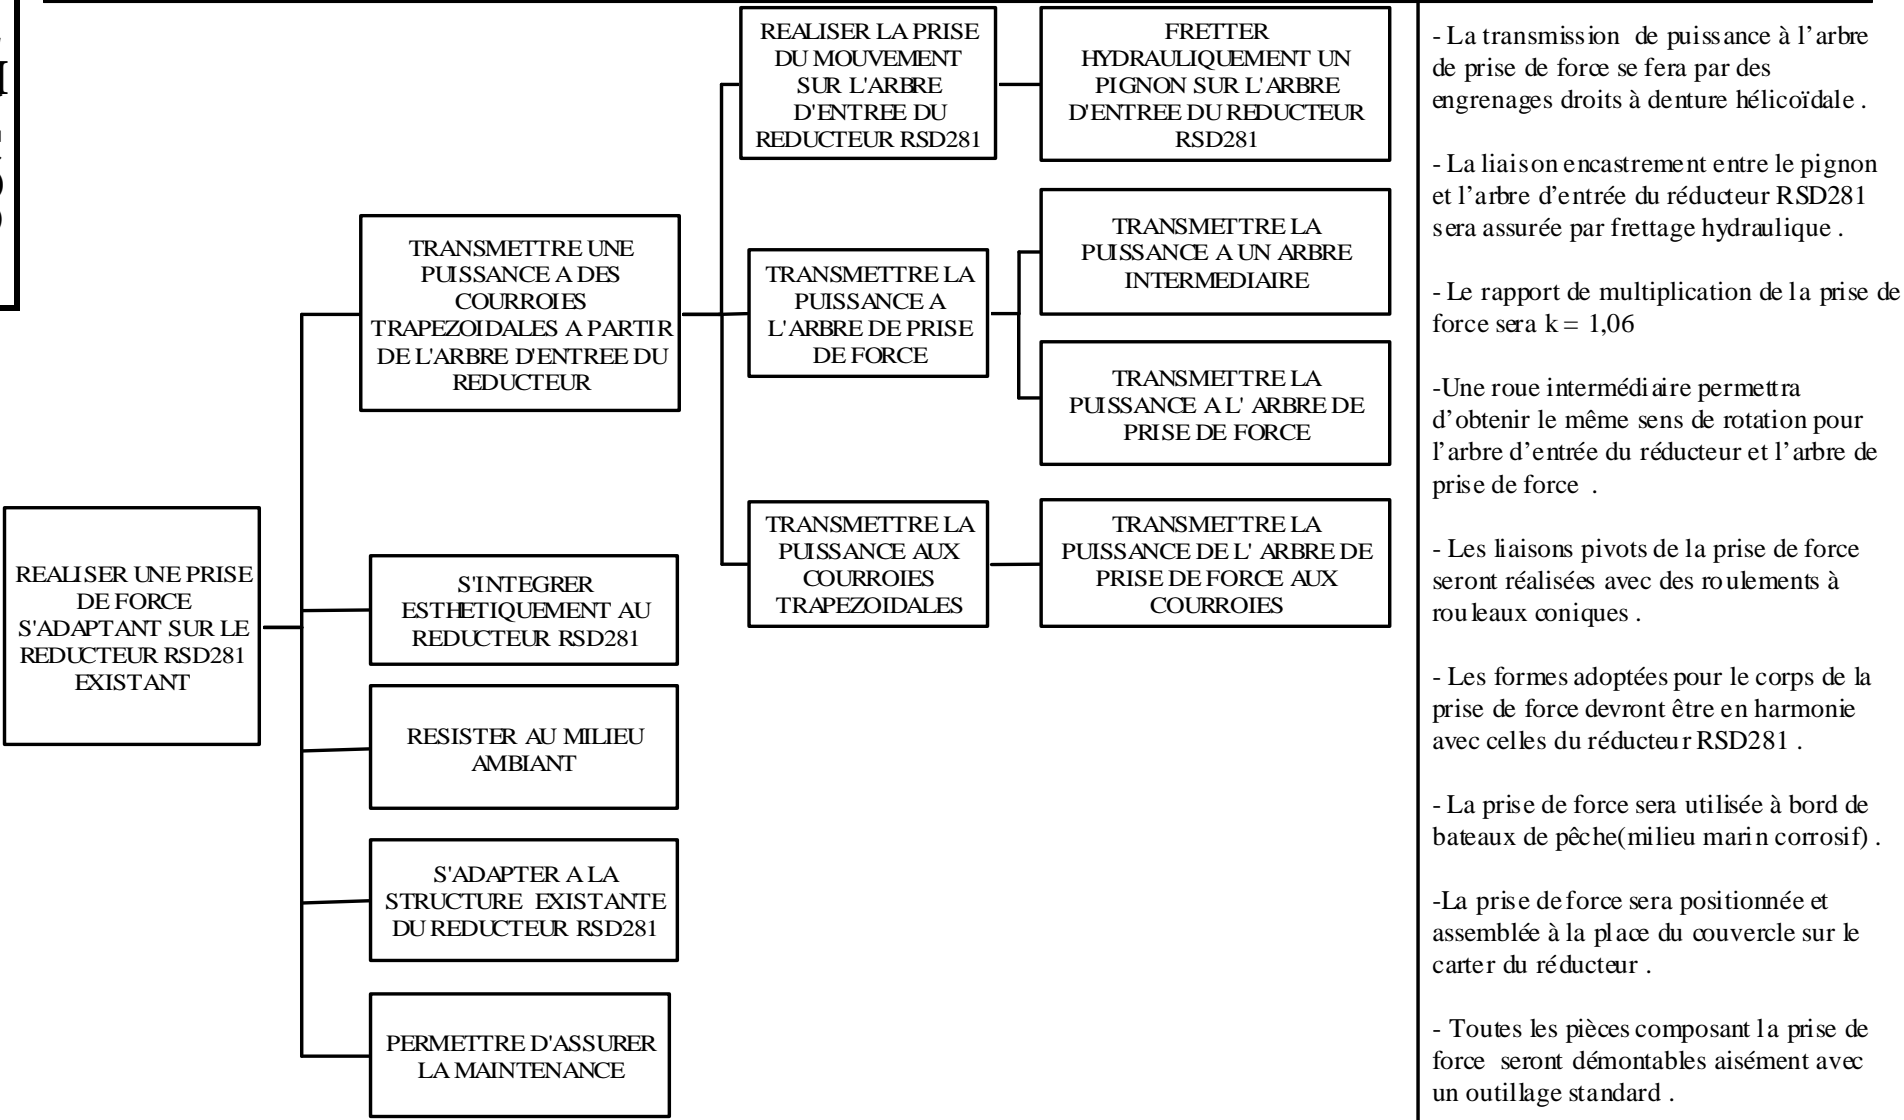 REALISER UNE PRISE
DE FORCE
S'ADAPTANT SUR LE
REDUCTEUR RSD281
EXISTANT
TRANSMETTRE UNE
PUISSANCE A DES
COURROIES
TRAPEZOIDALES A PARTIR
DE L'ARBRE D'ENTREE DU
REDUCTEUR
S'INTEGRER
ESTHETIQUEMENT AU
REDUCTEUR RSD281
RESISTER AU MILIEU
AMBIANT
S'ADAPTER A LA
STRUCTURE EXISTANTE
DU REDUCTEUR RSD281
PERMETTRE D'ASSURER
LA MAINTENANCE
REALISER LA PRISE
DU MOUVEMENT
SUR L'ARBRE
D'ENTREE DU
REDUCTEUR RSD281
TRANSMETTRE LA
PUISSANCE A
L'ARBRE DE PRISE
DE FORCE
TRANSMETTRE LA
PUISSANCE AUX
COURROIES
TRAPEZOIDALES
FRETTER
HYDRAULIQUEMENT UN
PIGNON SUR L'ARBRE
D'ENTREE DU REDUCTEUR
RSD281
TRANSMETTRE LA
PUISSANCE A UN ARBRE
INTERMEDIAIRE
TRANSMETTRE LA
PUISSANCE A L' ARBRE DE
PRISE DE FORCE
TRANSMETTRE LA
PUISSANCE DE L' ARBRE DE
PRISE DE FORCE AUX
COURROIES
- La transmission de puissance à l'arbre
de prise de force se fera par des
engrenages droits à denture hélicoïdale .
- La liaison encastrement entre le pignon
et l'arbre d'entrée du réducteur RSD281
sera assurée par frettage hydraulique .
- Le rapport de multiplication de la prise de
force sera k = 1,06
-Une roue intermédiaire permettra
d'obtenir le même sens de rotation pour
l'arbre d'entrée du réducteur et l'arbre de
prise de force .
- Les liaisons pivots de la prise de force
seront réalisées avec des roulements à
rouleaux coniques .
- Les formes adoptées pour le corps de la
prise de force devront être en harmonie
avec celles du réducteur RSD281 .
- La prise de force sera utilisée à bord de
bateaux de pêche(milieu marin corrosif) .
-La prise de force sera positionnée et
assemblée à la place du couvercle sur le
carter du réducteur .
- Toutes les pièces composant la prise de
force seront démontables aisément avec
un outillage standard .